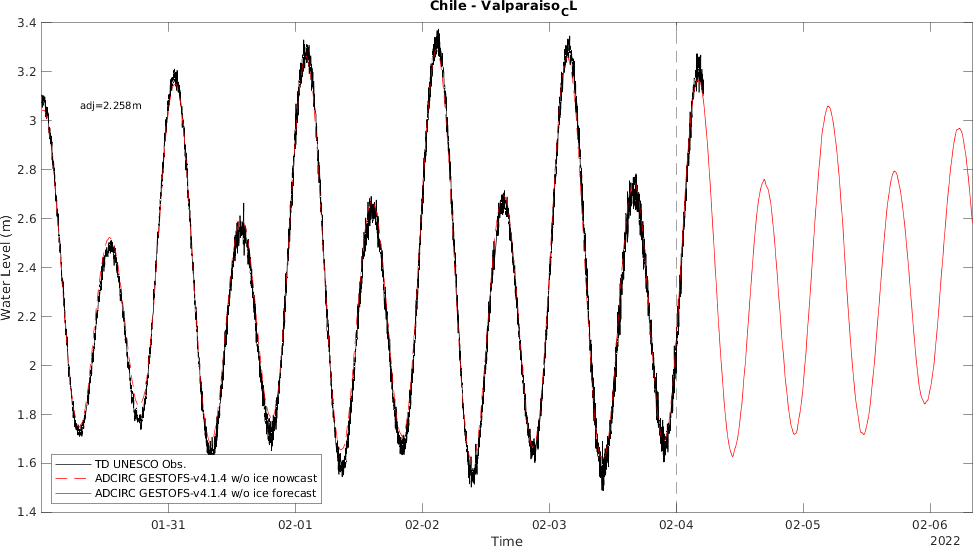 Chile - Valparaiso_CL
3.4
3.2
3
2.8
2.6
2.4
2.2
2
1.8
1.6
1.4
Water Level (m)
adj=2.258m
TD UNESCO Obs.
ADCIRC GESTOFS-v4.1.4 w/o ice nowcast
ADCIRC GESTOFS-v4.1.4 w/o ice forecast
01-31 02-01 02-02 02-03 02-04 02-05 02-06
Time 2022